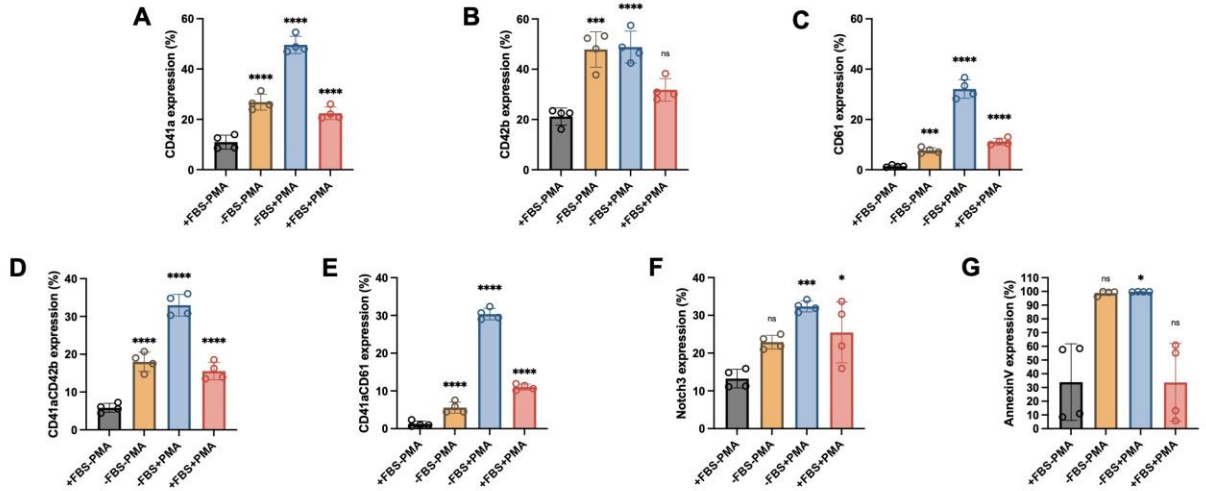 A
CD41a expression (%)
60
40
20
0
****
****
****
+FBS-PMA
-FBS-PMA
-FBS+PMA
+FBS+PMA
B
CD42b expression (%)
60
40
20
0
***
****
ns
+FBS-PMA
-FBS-PMA
-FBS+PMA
+FBS+PMA
C
CD61 expression (%)
60
40
20
0
***
****
****
+FBS-PMA
-FBS-PMA
-FBS+PMA
+FBS+PMA
D
CD41aCD42b expression (%)
40
30
20
10
0
****
****
****
+FBS-PMA
-FBS-PMA
-FBS+PMA
+FBS+PMA
E
CD41aCD61 expression (%)
40
30
20
10
0
****
****
****
+FBS-PMA
-FBS-PMA
-FBS+PMA
+FBS+PMA
F
Notch3 expression (%)
40
30
20
10
0
ns
***
*
+FBS-PMA
-FBS-PMA
-FBS+PMA
+FBS+PMA
G
AnnexinV expression (%)
110
100
90
80
70
60
50
40
30
20
10
0
ns
*
ns
+FBS-PMA
-FBS-PMA
-FBS+PMA
+FBS+PMA